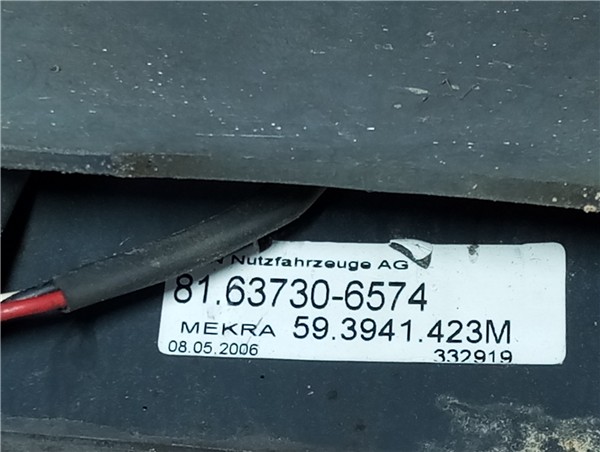 Nutzfahrzeuge AG
81.63730-6574
MEKRA 59.3941.423M
08.05.2006 332919